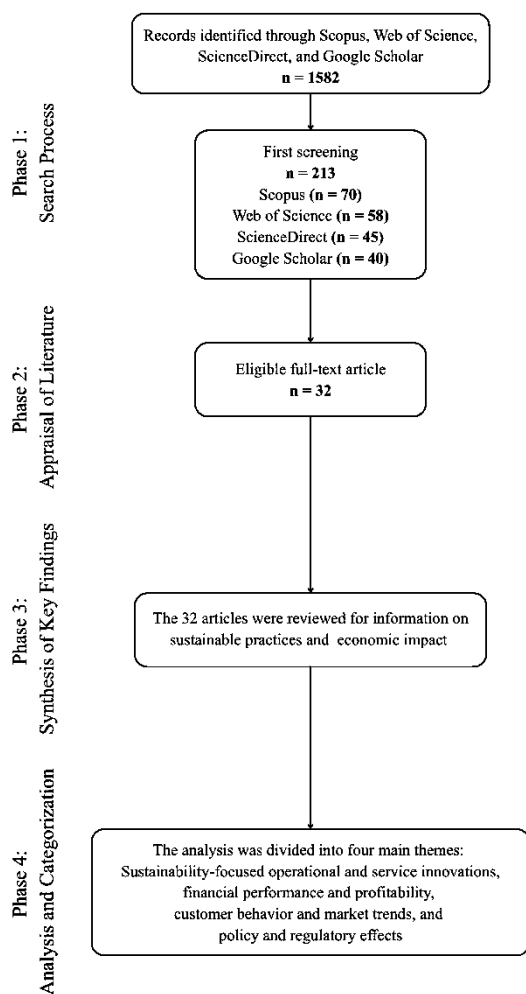 Phase 1:
Search Process
Records identified through Scopus, Web of Science,
ScienceDirect, and Google Scholar
n = 1582
First screening
n = 213
Scopus (n = 70)
Web of Science (n = 58)
ScienceDirect (n = 45)
Google Scholar (n = 40)
Phase 2:
Appraisal of Literature
Eligible full-text article
n = 32
Phase 3:
Synthesis of Key Findings
The 32 articles were reviewed for information on
sustainable practices and economic impact
Phase 4:
Analysis and Categorization
The analysis was divided into four main themes:
Sustainability-focused operational and service innovations,
financial performance and profitability,
customer behavior and market trends, and
policy and regulatory effects